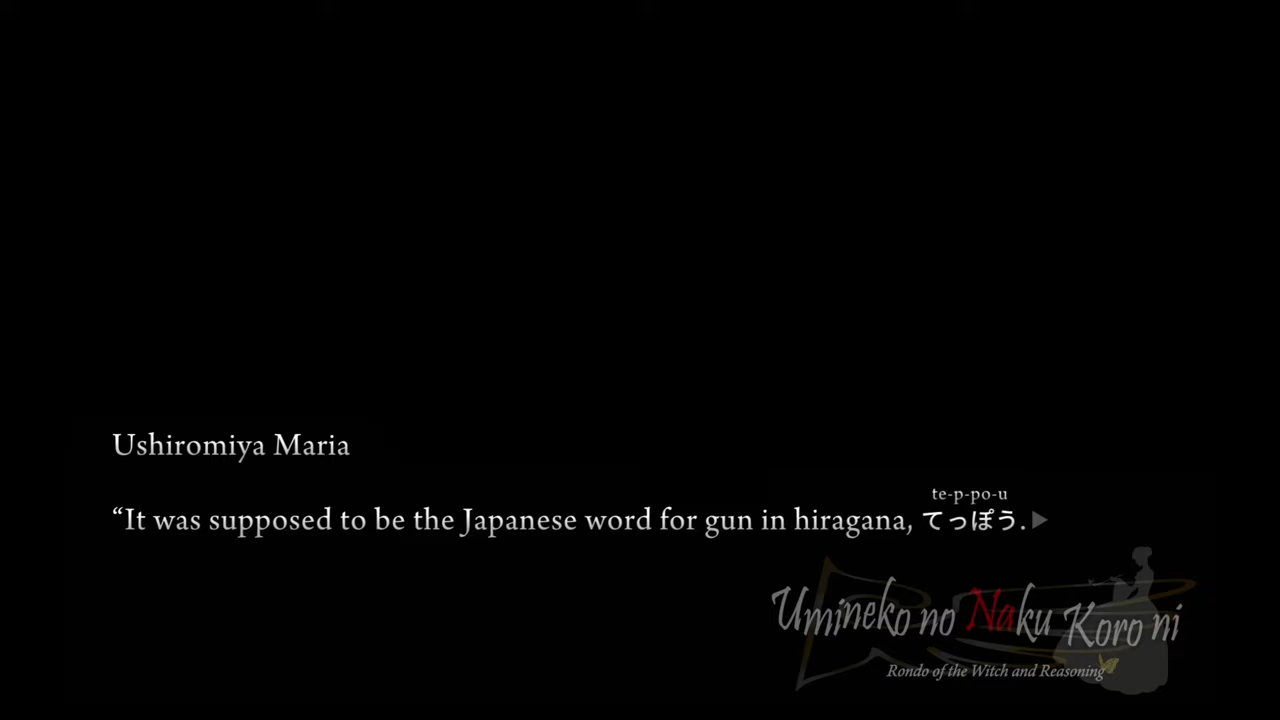 Ushiromiya Maria
te-p-po-u
“It was supposed to be the Japanese word for gun in hiragana, てっぽう.
Umineko no Naku Koro ni
Rondo of the Witch and Reasoning